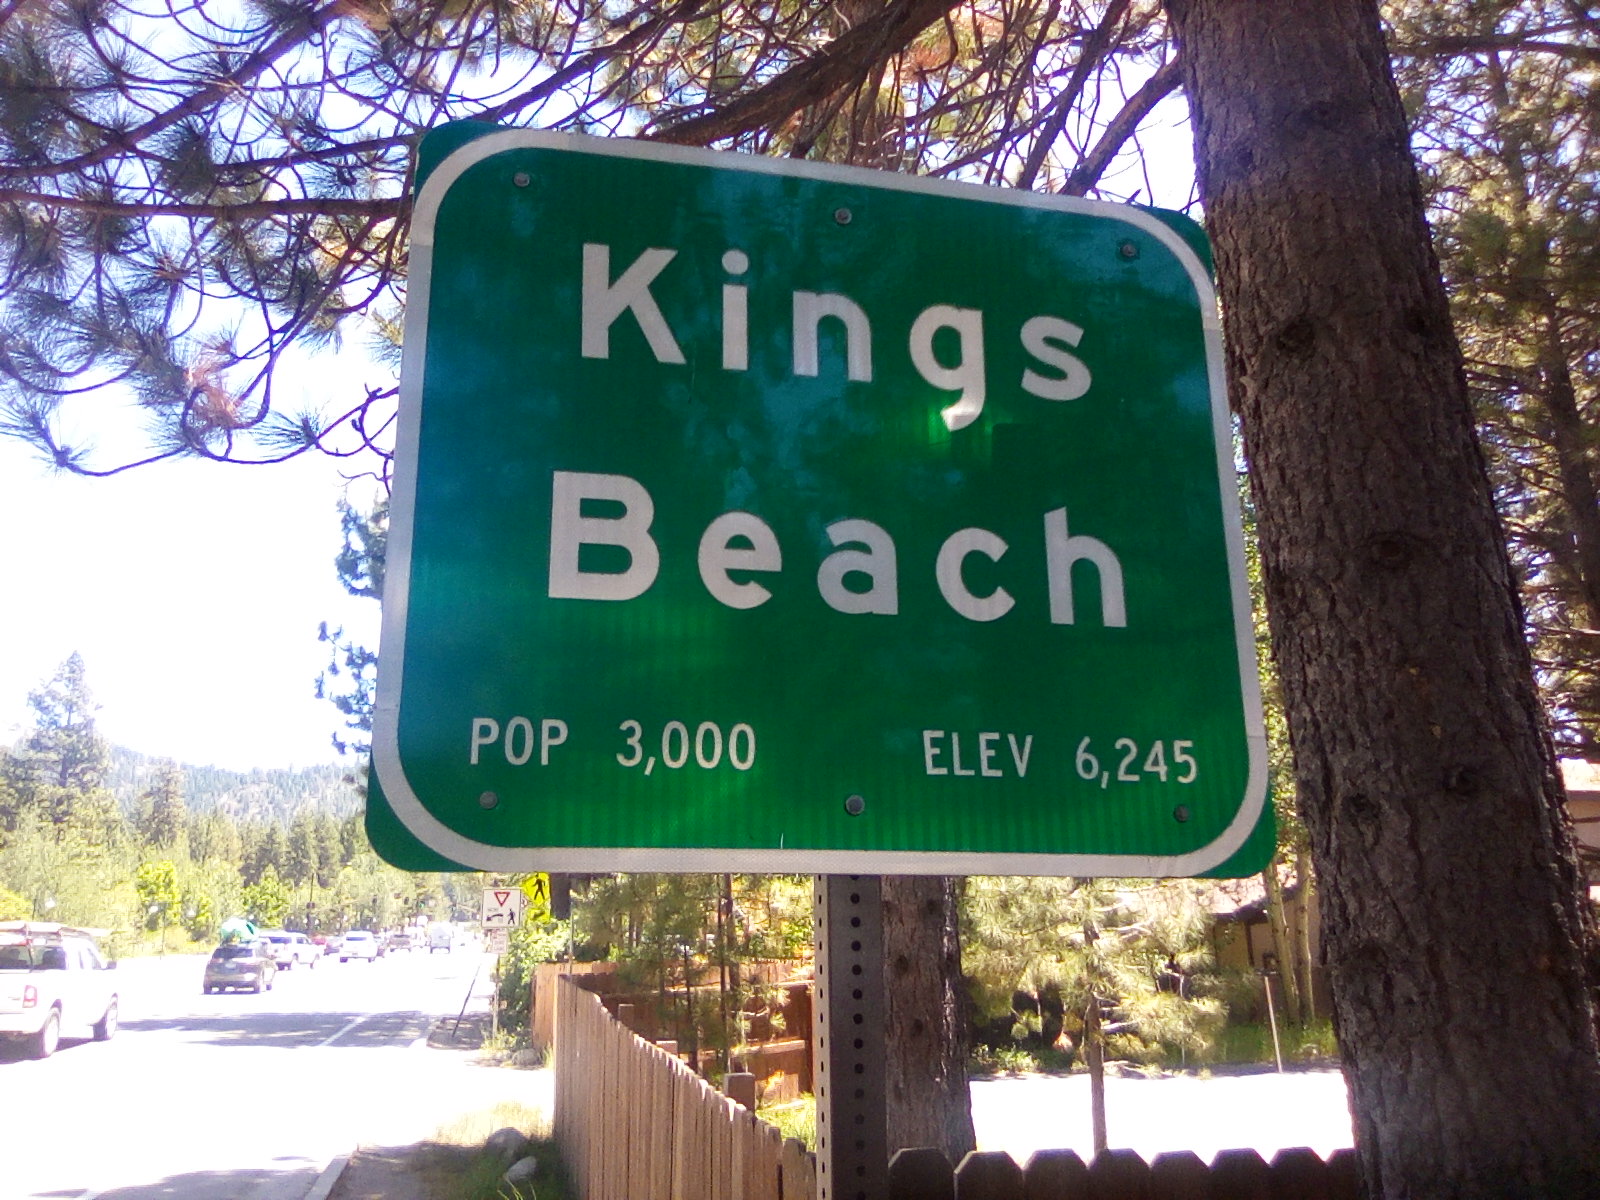 Kings
Beach
POP 3,000 ELEV 6,245